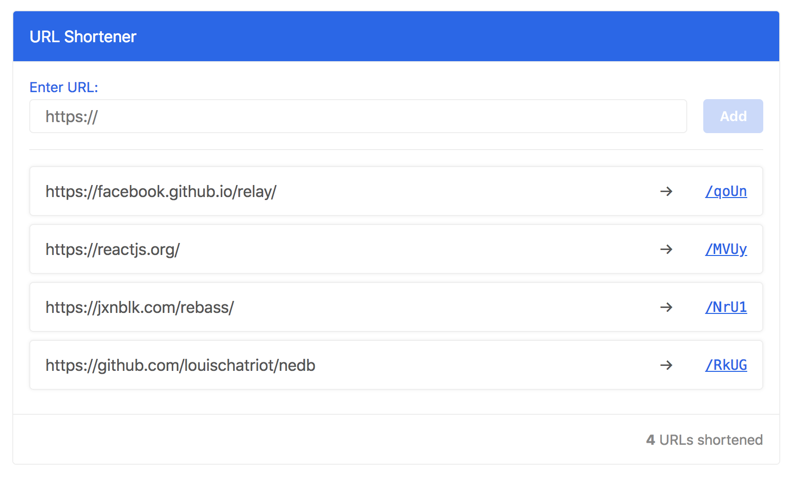 URL Shortener
Enter URL:
https://
Add
https://facebook.github.io/relay/ → /qoUn
https://reactjs.org/ → /MVUy
https://jxnblk.com/rebass/ → /NrU1
https://github.com/louischatriot/nedb → /RkUG
4 URLs shortened